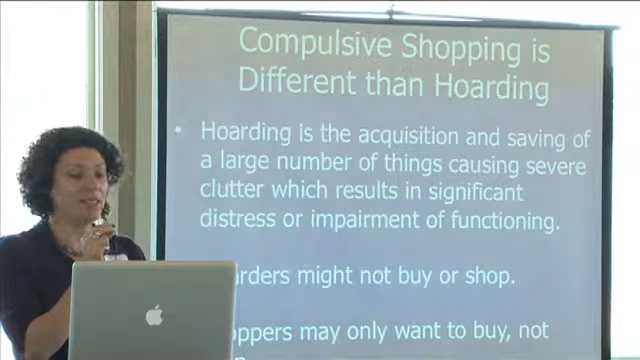 Compulsive Shopping is
Different than Hoarding
Hoarding is the acquisition and saving of
a large number of things causing severe
clutter which results in significant
distress or impairment of functioning.
might not buy or shop.
may only want to buy, not